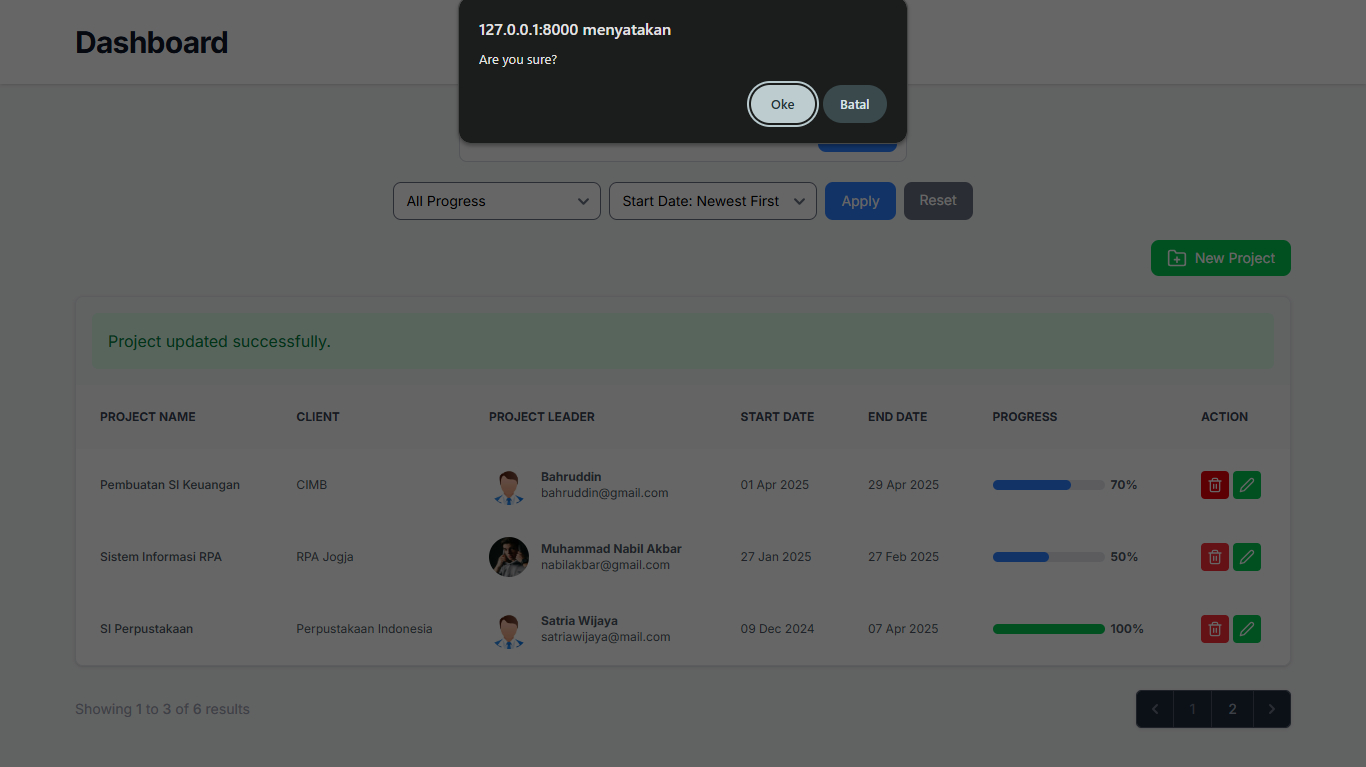 Dashboard
127.0.0.1:8000 menyatakan
Are you sure?
Oke Batal
All Progress Start Date: Newest First Apply Reset
New Project
Project updated successfully.
PROJECT NAME CLIENT PROJECT LEADER START DATE END DATE PROGRESS ACTION
Pembuatan SI Keuangan CIMB Bahruddin 01 Apr 2025 29 Apr 2025 70%
bahruddin@gmail.com
Sistem Informasi RPA RPA Jogja Muhammad Nabil Akbar 27 Jan 2025 27 Feb 2025 50%
nabilakbar@gmail.com
SI Perpustakaan Perpustakaan Indonesia Satria Wijaya 09 Dec 2024 07 Apr 2025 100%
satriawijaya@mail.com
Showing 1 to 3 of 6 results 1 2